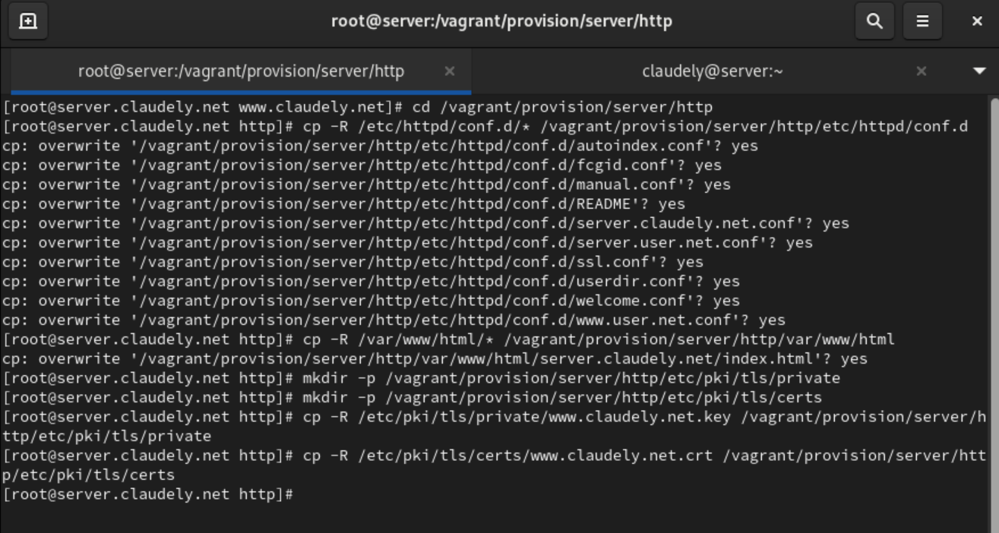 root@server:/vagrant/provision/server/http
root@server:/vagrant/provision/server/http
claudely@server:~
[root@server.claudely.net www.claudely.net]# cd /vagrant/provision/server/http
[root@server.claudely.net http]# cp -R /etc/httpd/conf.d/* /vagrant/provision/server/http/etc/httpd/conf.d
cp: overwrite '/vagrant/provision/server/http/etc/httpd/conf.d/autoindex.conf'? yes
cp: overwrite '/vagrant/provision/server/http/etc/httpd/conf.d/fcgid.conf'? yes
cp: overwrite '/vagrant/provision/server/http/etc/httpd/conf.d/manual.conf'? yes
cp: overwrite '/vagrant/provision/server/http/etc/httpd/conf.d/README'? yes
cp: overwrite '/vagrant/provision/server/http/etc/httpd/conf.d/server.claudely.net.conf'? yes
cp: overwrite '/vagrant/provision/server/http/etc/httpd/conf.d/server.user.net.conf'? yes
cp: overwrite '/vagrant/provision/server/http/etc/httpd/conf.d/ssl.conf'? yes
cp: overwrite '/vagrant/provision/server/http/etc/httpd/conf.d/userdir.conf'? yes
cp: overwrite '/vagrant/provision/server/http/etc/httpd/conf.d/welcome.conf'? yes
cp: overwrite '/vagrant/provision/server/http/etc/httpd/conf.d/www.user.net.conf'? yes
[root@server.claudely.net http]# cp -R /var/www/html/* /vagrant/provision/server/http/var/www/html
cp: overwrite '/vagrant/provision/server/http/var/www/html/server.claudely.net/index.html'? yes
[root@server.claudely.net http]# mkdir -p /vagrant/provision/server/http/etc/pki/tls/private
[root@server.claudely.net http]# mkdir -p /vagrant/provision/server/http/etc/pki/tls/certs
[root@server.claudely.net http]# cp -R /etc/pki/tls/private/www.claudely.net.key /vagrant/provision/server/h
ttp/etc/pki/tls/private
[root@server.claudely.net http]# cp -R /etc/pki/tls/certs/www.claudely.net.crt /vagrant/provision/server/htt
p/etc/pki/tls/certs
[root@server.claudely.net http]#